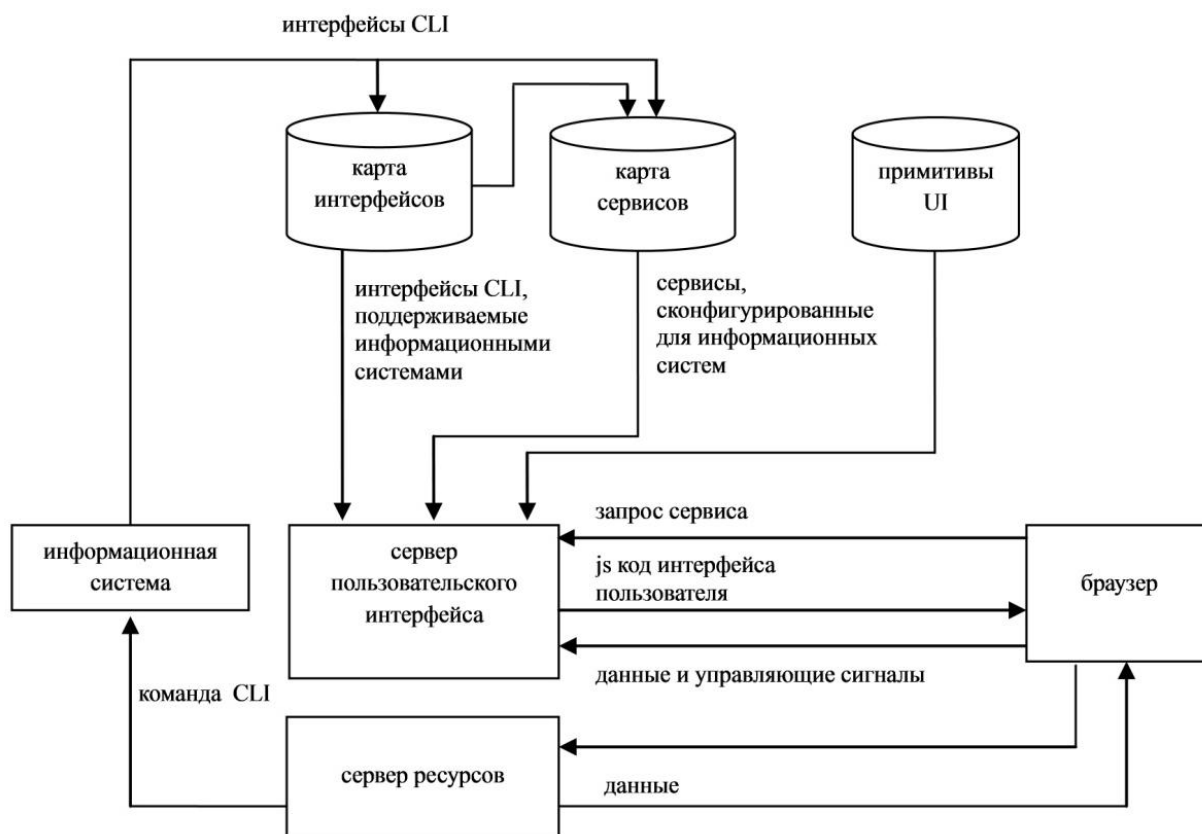 интерфейсы CLI
карта
интерфейсов
карта
сервисов
примитивы
UI
интерфейсы CLI,
поддерживаемые
информационными
системами
сервисы,
сконфигурированные
для информационных
систем
информационная
система
сервер
пользовательского
интерфейса
запрос сервиса
js код интерфейса
пользователя
браузер
данные и управляющие сигналы
команда CLI
сервер ресурсов
данные